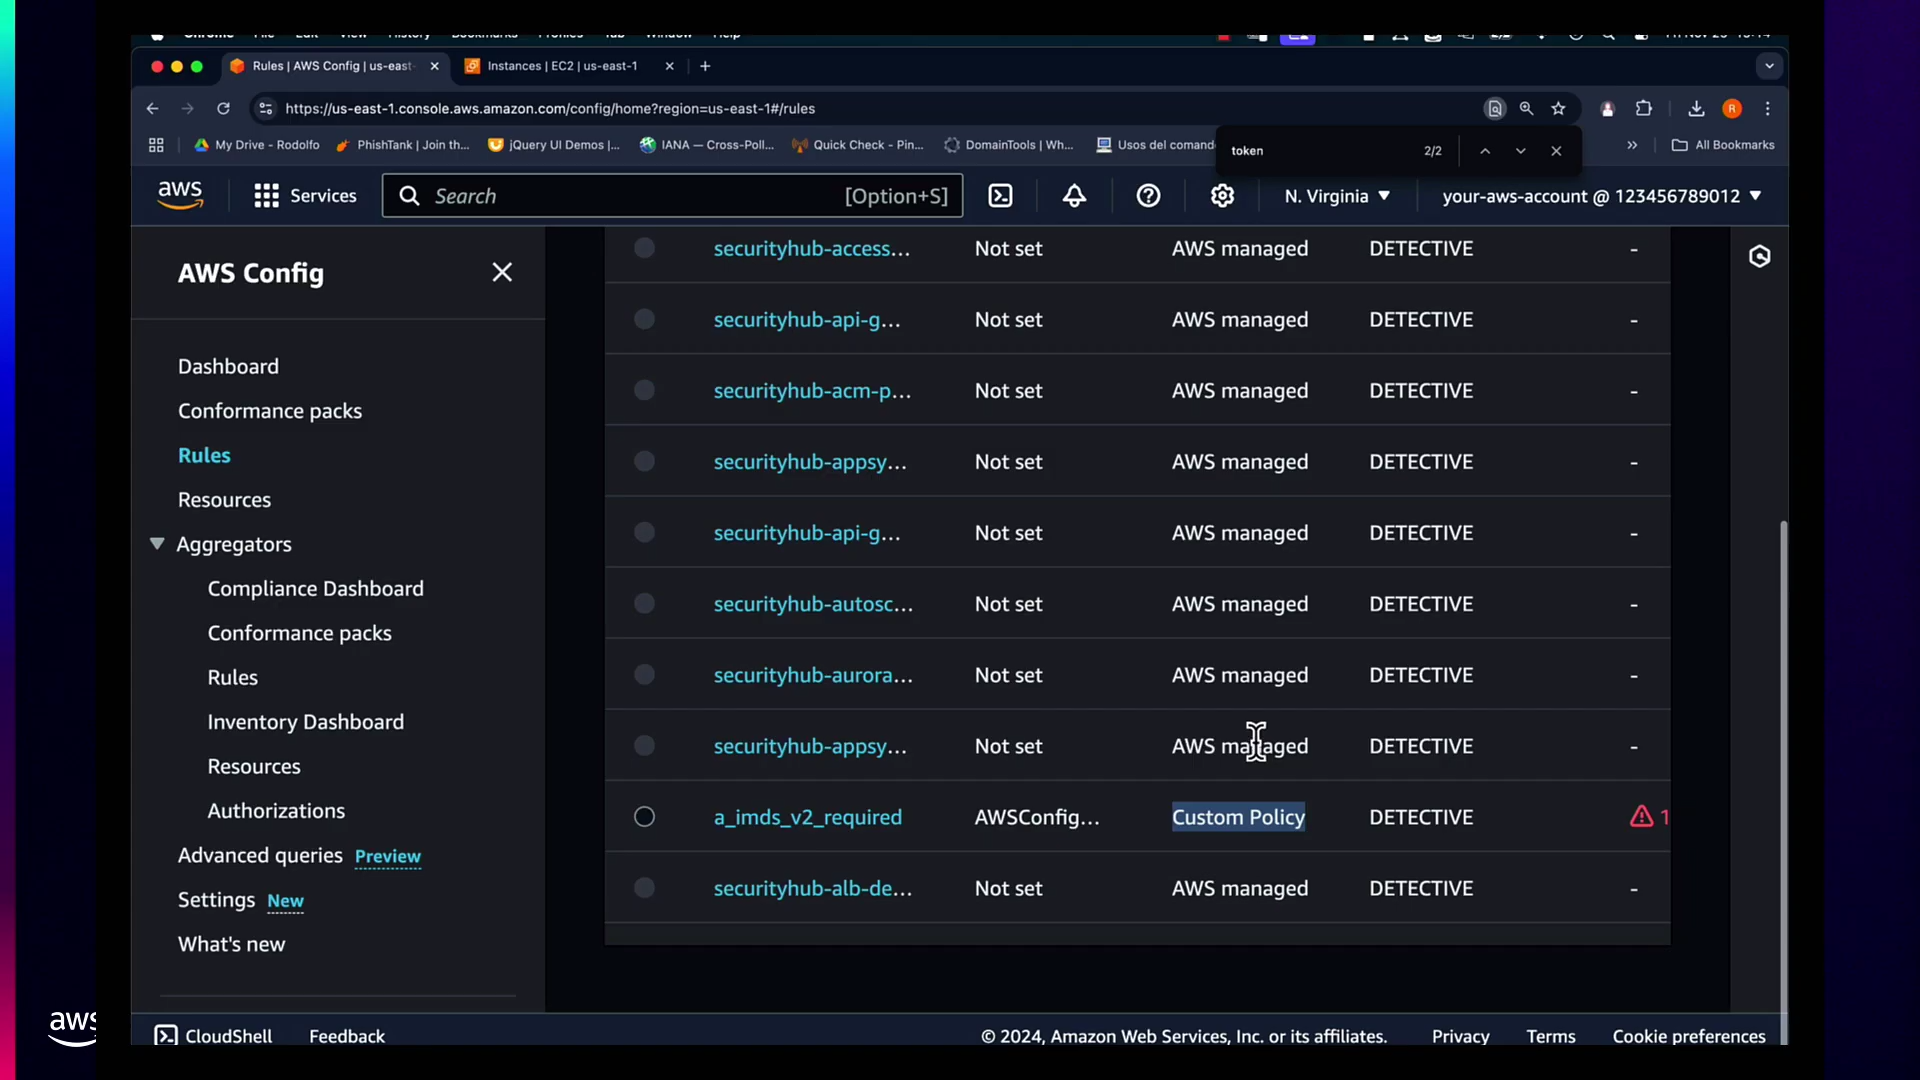 Rules | AWS Config | us-east-
Instances | EC2 | us-east-1
https://us-east-1.console.aws.amazon.com/config/home?region=us-east-1#/rules
My Drive - Rodolfo
PhishTank | Join th...
jQuery UI Demos |...
IANA — Cross-Poll...
Quick Check - Pin...
DomainTools | Wh...
Usos del comando
All Bookmarks
token
2/2
aws
Services
Search
[Option+S]
N. Virginia
your-aws-account @ 123456789012
AWS Config
Dashboard
Conformance packs
Rules
Resources
Aggregators
Compliance Dashboard
Conformance packs
Rules
Inventory Dashboard
Resources
Authorizations
Advanced queries Preview
Settings New
What's new
securityhub-access... Not set AWS managed DETECTIVE -
securityhub-api-g... Not set AWS managed DETECTIVE -
securityhub-acm-p... Not set AWS managed DETECTIVE -
securityhub-appsy... Not set AWS managed DETECTIVE -
securityhub-api-g... Not set AWS managed DETECTIVE -
securityhub-autosc... Not set AWS managed DETECTIVE -
securityhub-aurora... Not set AWS managed DETECTIVE -
securityhub-appsy... Not set AWS managed DETECTIVE -
a_imds_v2_required AWSConfig... Custom Policy DETECTIVE 1
securityhub-alb-de... Not set AWS managed DETECTIVE -
CloudShell
Feedback
© 2024, Amazon Web Services, Inc. or its affiliates.
Privacy
Terms
Cookie preferences
aws